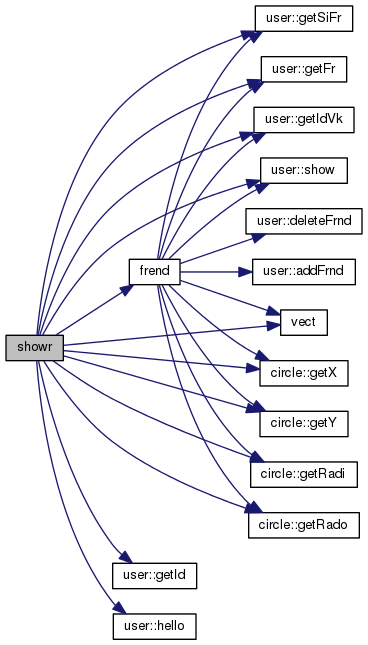 user::getSiFr
user::getFr
user::getIdVk
user::show
user::deleteFrnd
frend
user::addFrnd
vect
showr
circle::getX
circle::getY
circle::getRadi
circle::getRado
user::getId
user::hello